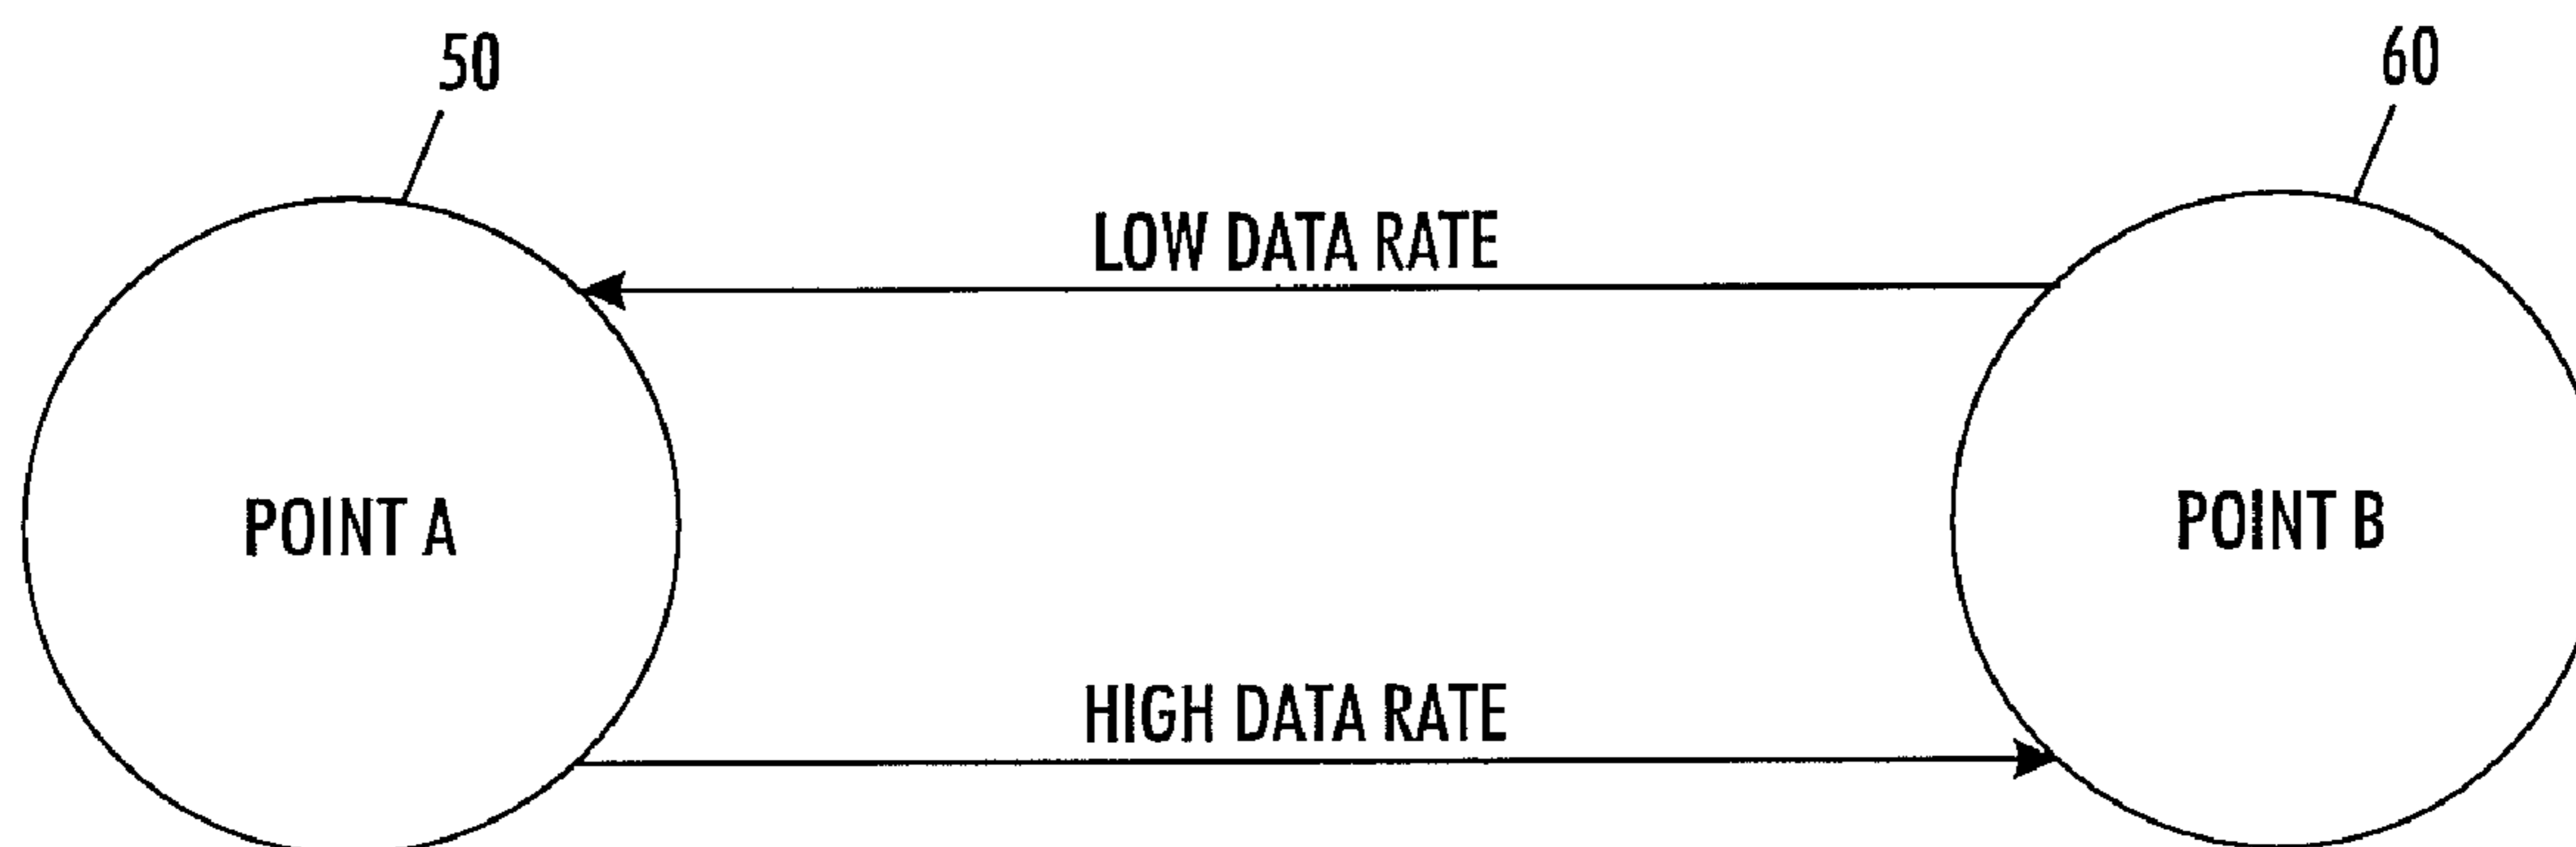 50
60
LOW DATA RATE
POINT A
POINT B
HIGH DATA RATE